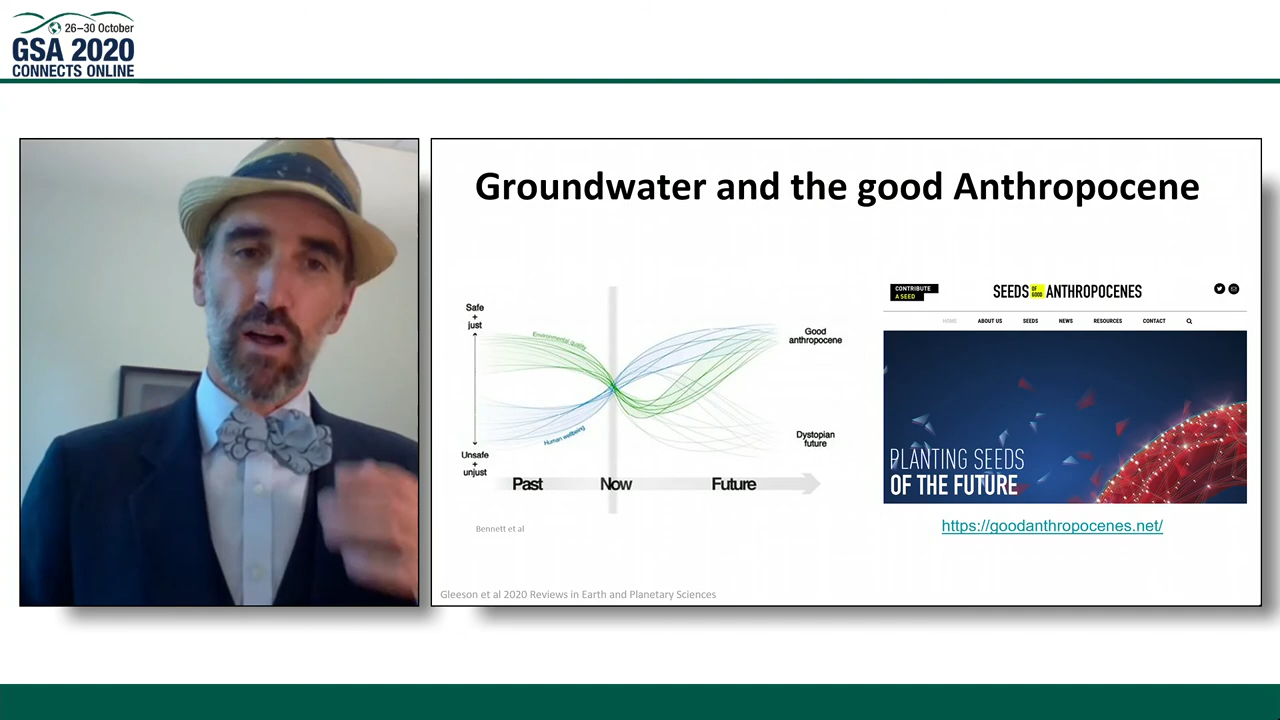 26–30 October
GSA 2020
CONNECTS ONLINE
Groundwater and the good Anthropocene
Safe
+
just
Environmental quality
Human wellbeing
Unsafe
+
unjust
Good
anthropocene
Dystopian
future
Past Now Future
Bennett et al
Gleeson et al 2020 Reviews in Earth and Planetary Sciences
CONTRIBUTE
A SEED
SEEDS OF GOOD ANTHROPOCENES
HOME ABOUT US SEEDS NEWS RESOURCES CONTACT
PLANTING SEEDS
OF THE FUTURE
https://goodanthropocenes.net/